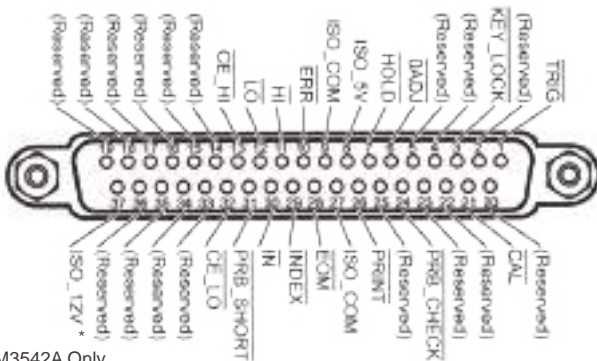 (Reserved)
(Reserved)
(Reserved)
(Reserved)
(Reserved)
(Reserved)
CE_HI
LO
HI
ERR
ISO_COM
ISO_5V
HOLD
0ADJ
(Reserved)
(Reserved)
KEY_LOCK
(Reserved)
TRIG
ISO_12V
*
(Reserved)
(Reserved)
(Reserved)
(Reserved)
CE_LO
PRB_SHORT
IN
INDEX
EOM
ISO_COM
PRINT
(Reserved)
PRB_CHECK
(Reserved)
(Reserved)
CAL
(Reserved)
M3542A Only